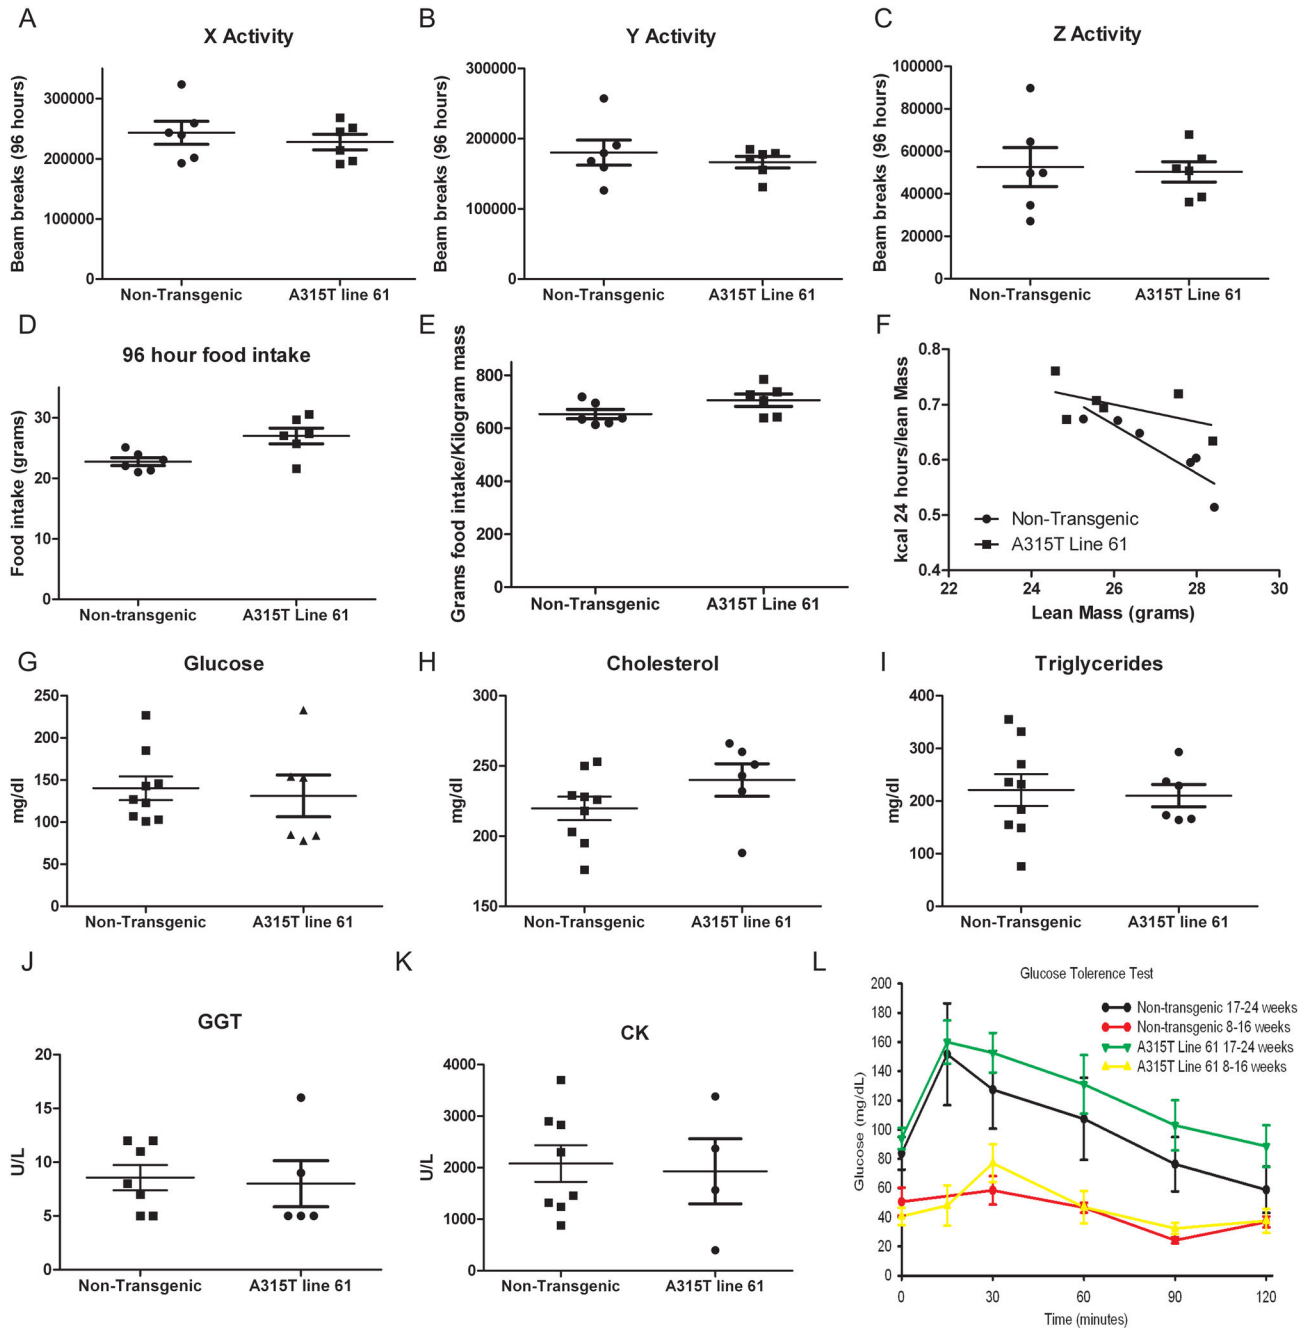 A
X Activity
Beam breaks (96 hours)
300000
200000
100000
0
Non-Transgenic
A315T line 61
B
Y Activity
Beam breaks (96 hours)
300000
200000
100000
0
Non-Transgenic
A315T Line 61
C
Z Activity
Beam breaks (96 hours)
100000
80000
60000
40000
20000
0
Non-Transgenic
A315T Line 61
D
96 hour food intake
Food intake (grams)
30
20
10
0
Non-transgenic
A315T Line 61
E
Grams food intake/Kilogram mass
800
600
400
200
0
Non-Transgenic
A315T Line 61
F
kcal 24 hours/lean Mass
0.8
0.7
0.6
0.5
0.4
Non-Transgenic
A315T Line 61
22
24
26
28
30
Lean Mass (grams)
G
Glucose
mg/dl
250
200
150
100
50
0
Non-Transgenic
A315T line 61
H
Cholesterol
mg/dl
300
250
200
150
Non-Transgenic
A315T Line 61
I
Triglycerides
mg/dl
400
300
200
100
0
Non-Transgenic
A315T line 61
J
GGT
U/L
20
15
10
5
0
Non-Transgenic
A315T line 61
K
CK
U/L
4000
3000
2000
1000
0
Non-Transgenic
A315T line 61
L
Glucose Tolerence Test
Glucose (mg/dL)
200
180
160
140
120
100
80
60
40
20
0
Non-transgenic 17-24 weeks
Non-transgenic 8-16 weeks
A315T Line 61 17-24 weeks
A315T Line 61 8-16 weeks
0
30
60
90
120
Time (minutes)